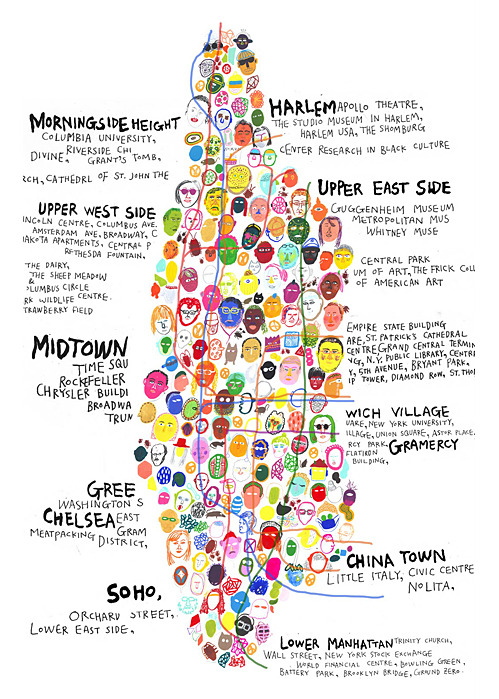 HARLEM APOLLO THEATRE,
THE STUDIO MUSEUM IN HARLEM,
HARLEM USA, THE SHOMBURG
CENTER RESEARCH IN BLACK CULTURE
MORNINGSIDE HEIGHT
COLUMBIA UNIVERSITY,
RIVERSIDE CHI
DIVINE, GRANT'S TOMB,
RCH, CATHEDRL OF ST. JOHN THE
UPPER EAST SIDE
GUGGENHEIM MUSEUM
METROPOLITAN MUS
WHITNEY MUSE
UPPER WEST SIDE
INCOLN CENTRE, COLUMBUS AVE.
AMSTERDAM AVE, BROADWAY, C
AKOTA APARTMENTS, CENTRAL P
BETHESDA FOUNTAIN.
CENTRAL PARK
UM OF ART, THE FRICK COLL
OF AMERICAN ART
THE DAIRY,
THE SHEEP MEADOW
&
OLUMBUS CIRCLE
RK WILDLIFE CENTRE.
TRAWBERRY FIELD
EMPIRE STATE BUILDING
ARE, ST. PATRICK'S CATHEDRAL
CENTRE GRAND CENTRAL TERMIN
NG, N.Y. PUBLIC LIBRARY, CENTRI
Y, 5TH AVENUE, BRYANT PARK,
IP TOWER, DIAMOND ROW, ST. THOI
MIDTOWN
TIME SQU
ROCKEFELLER
CHRYSLER BUILDI
BROADWA
TRUN
WICH VILLAGE
UARE, NEW YORK UNIVERSITY,
ILLAGE, UNION SQUARE, ASTOR PLACE.
RCY PARK, GRAMERCY
FLATIRON
BUILDING,
GREE
WASHINGTON S
CHELSEA EAST
GRAM
MEATPACKING DISTRICT,
CHINA TOWN
LITTLE ITALY, CIVIC CENTRE
NOLITA,
SOHO,
ORCHARD STREET,
LOWER EAST SIDE,
LOWER MANHATTAN TRINITY CHURCH,
WALL STREET, NEW YORK STOCK EXCHANGE
WORLD FINANCIAL CENTRE, BOWLING GREEN,
BATTERY PARK, BROOKLYN BRIDGE, GROUND ZERO.